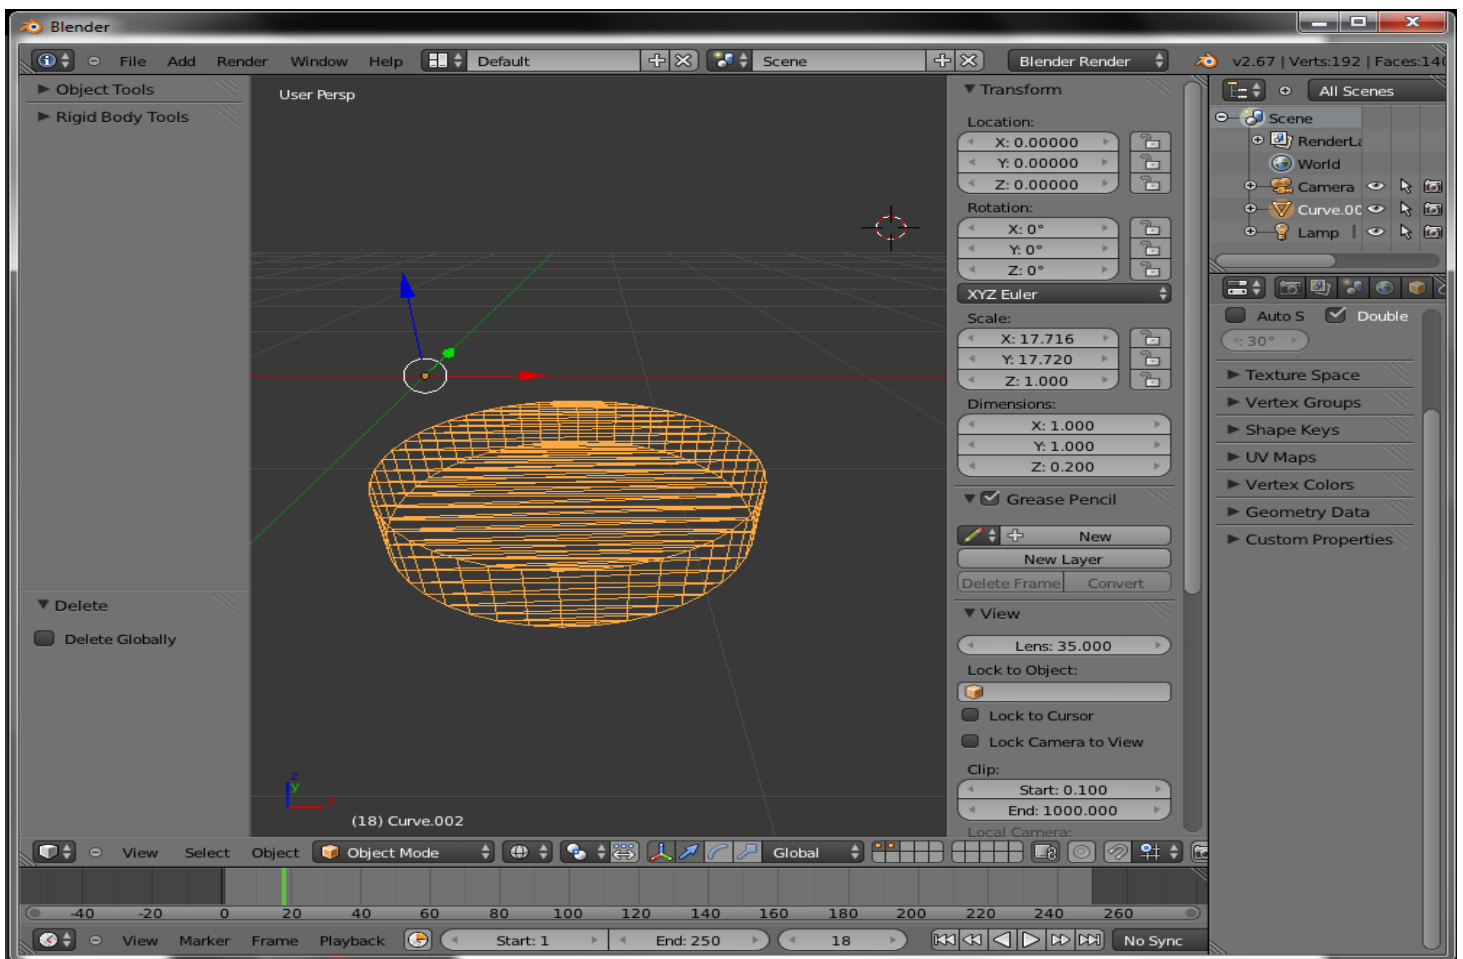 Blender
File Add Render Window Help Default Scene Blender Render v2.67 | Verts:192 | Faces:140
Object Tools
Rigid Body Tools
User Persp
Delete
Delete Globally
z
y
x
(18) Curve.002
Transform
Location:
X: 0.00000
Y: 0.00000
Z: 0.00000
Rotation:
X: 0°
Y: 0°
Z: 0°
XYZ Euler
Scale:
X: 17.716
Y: 17.720
Z: 1.000
Dimensions:
X: 1.000
Y: 1.000
Z: 0.200
Grease Pencil
New
New Layer
Delete Frame Convert
View
Lens: 35.000
Lock to Object:
Lock to Cursor
Lock Camera to View
Clip:
Start: 0.100
End: 1000.000
Local Camera:
All Scenes
Scene
RenderLa
World
Camera
Curve.00
Lamp |
Auto S Double
: 30°
Texture Space
Vertex Groups
Shape Keys
UV Maps
Vertex Colors
Geometry Data
Custom Properties
View Select Object Object Mode Global
-40 -20 0 20 40 60 80 100 120 140 160 180 200 220 240 260
View Marker Frame Playback Start: 1 End: 250 18 No Sync